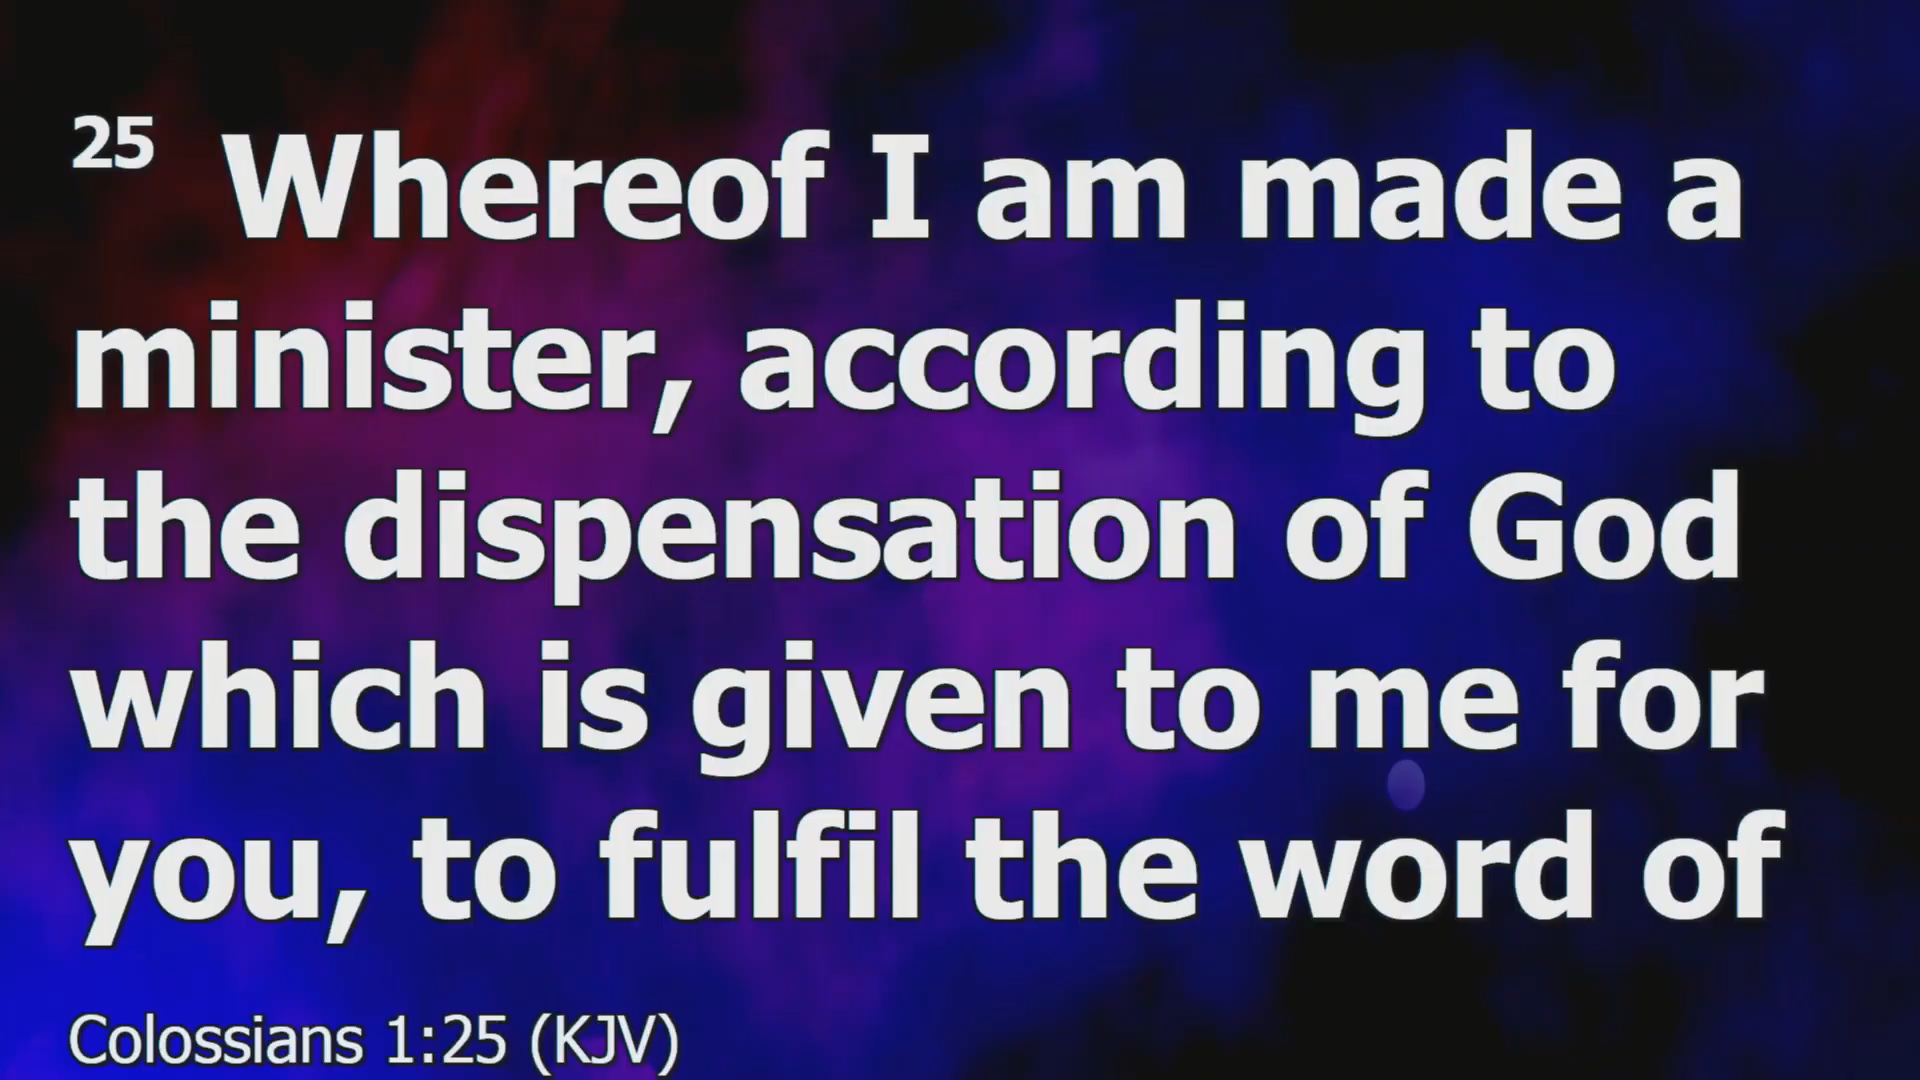 25 Whereof I am made a
minister, according to
the dispensation of God
which is given to me for
you, to fulfil the word of
Colossians 1:25 (KJV)